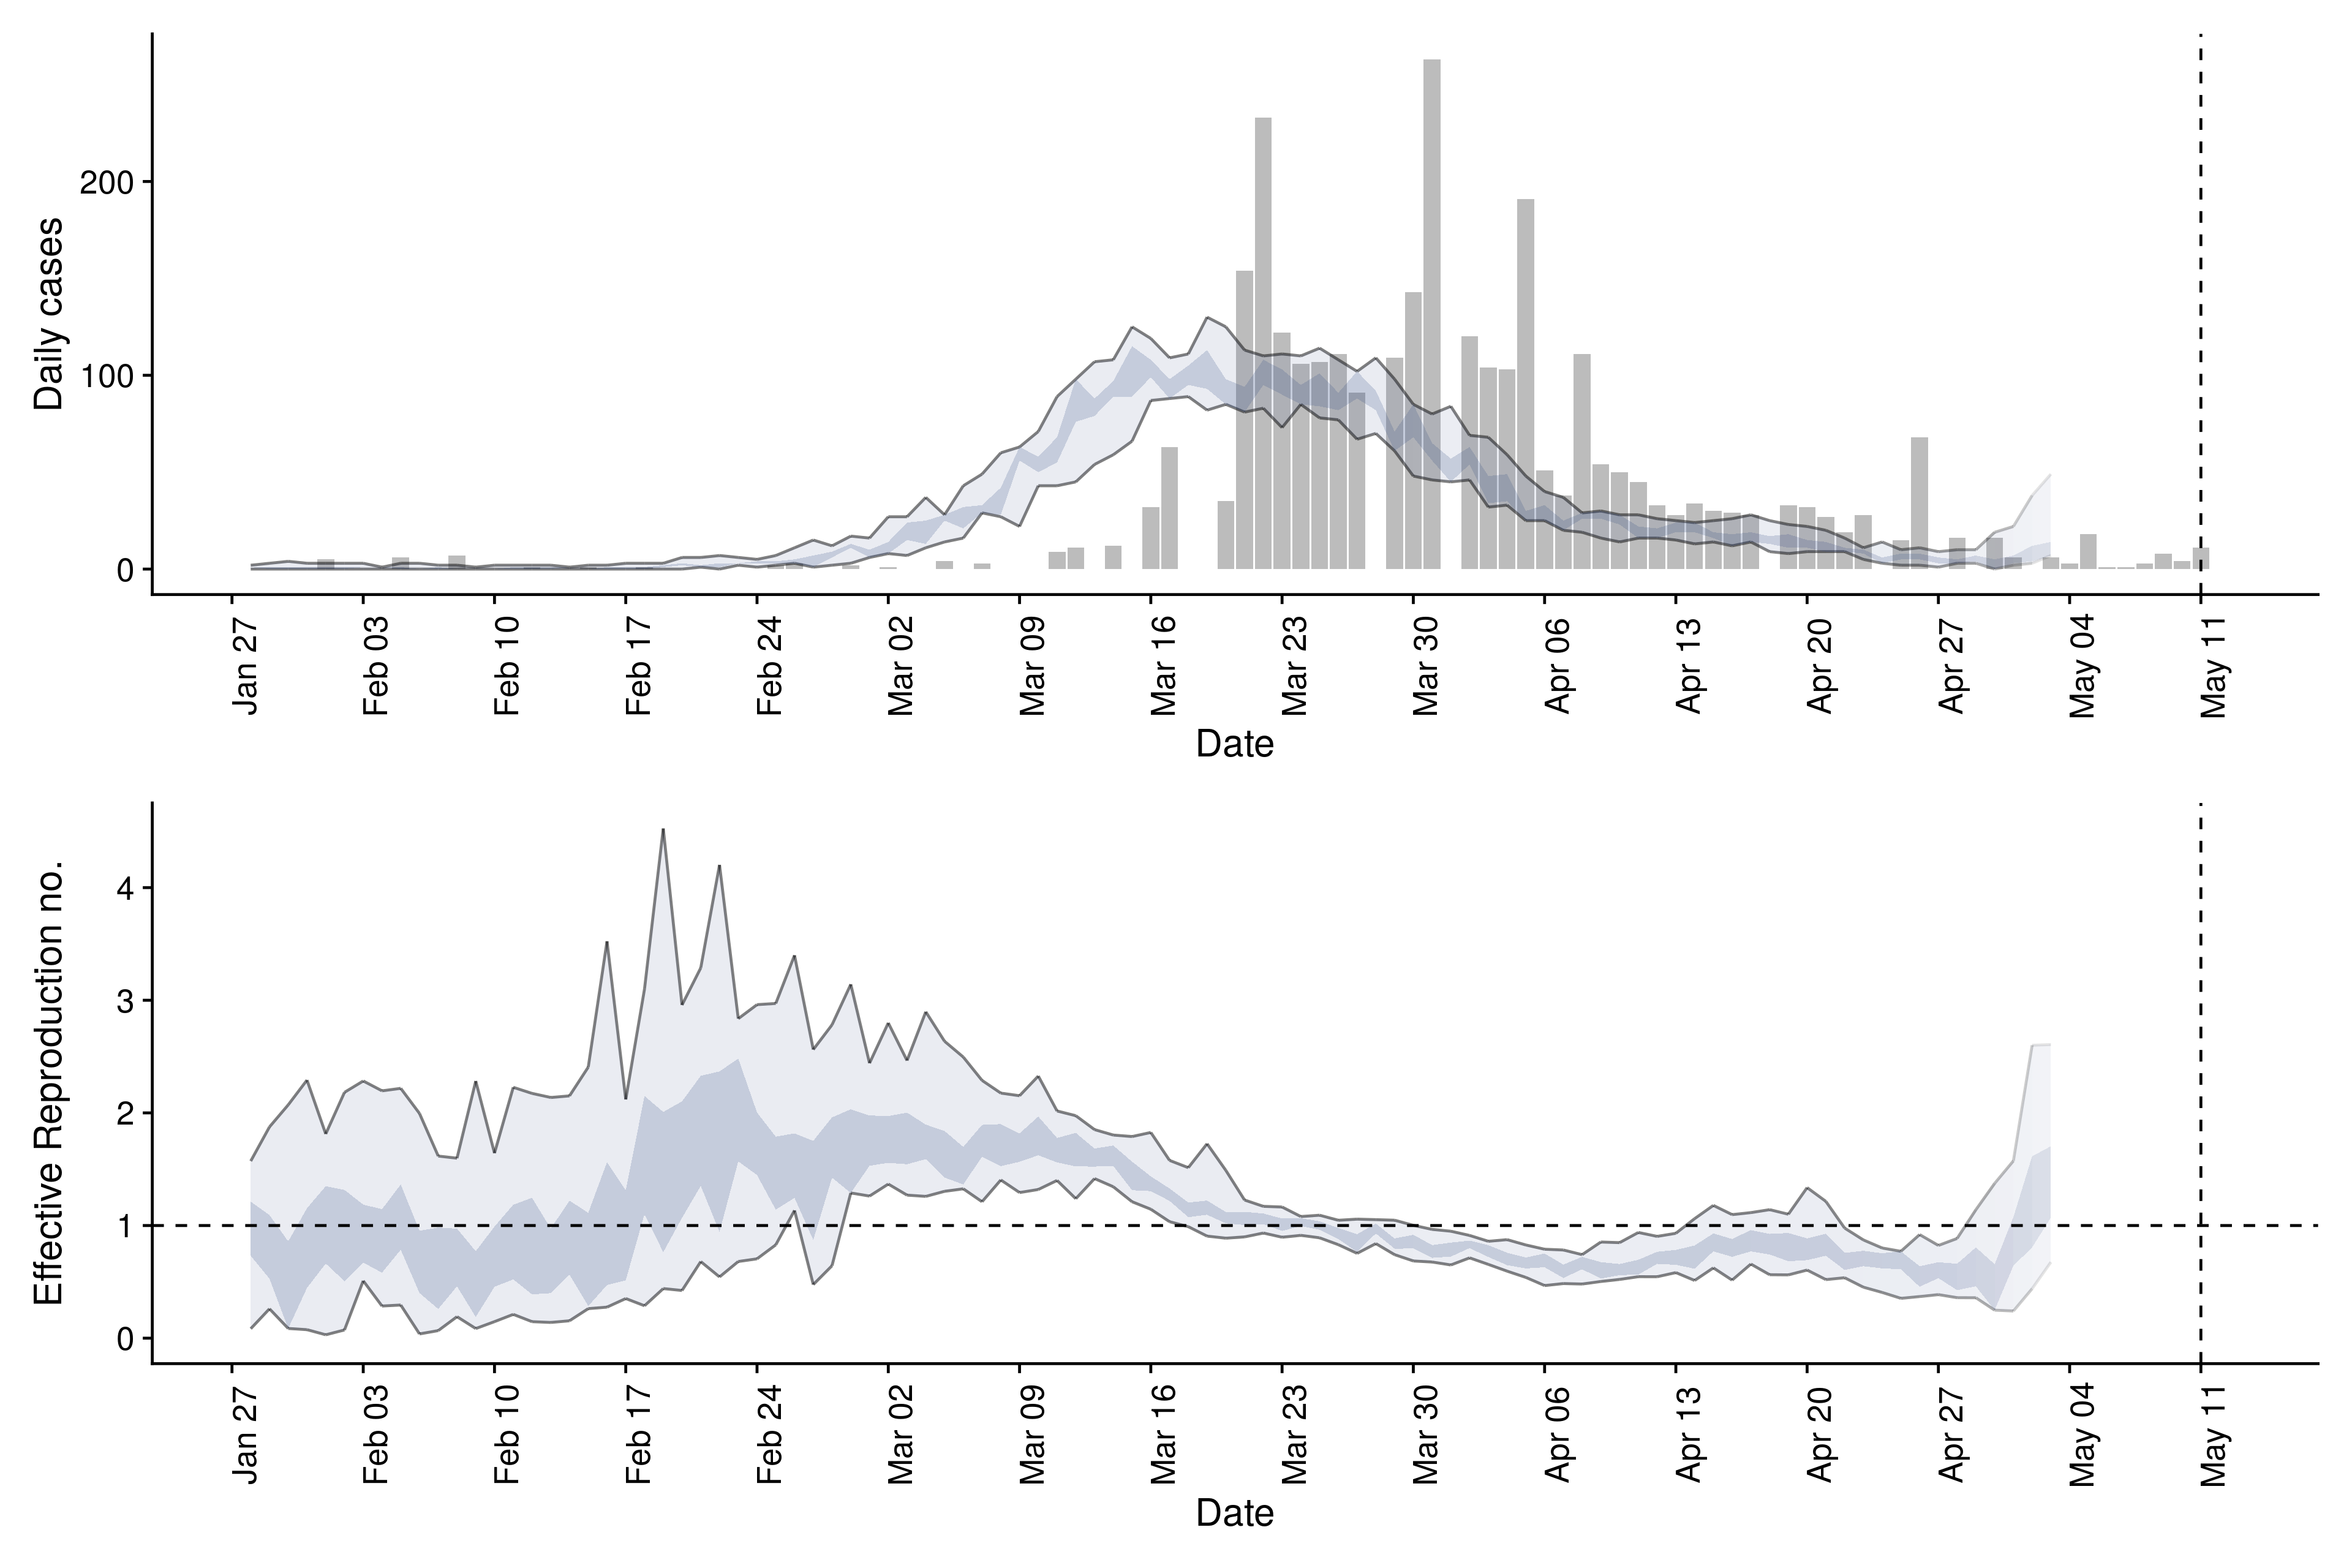 Daily cases
200
100
0
Jan 27
Feb 03
Feb 10
Feb 17
Feb 24
Mar 02
Mar 09
Mar 16
Mar 23
Mar 30
Apr 06
Apr 13
Apr 20
Apr 27
May 04
May 11
Date
Effective Reproduction no.
4
3
2
1
0
Jan 27
Feb 03
Feb 10
Feb 17
Feb 24
Mar 02
Mar 09
Mar 16
Mar 23
Mar 30
Apr 06
Apr 13
Apr 20
Apr 27
May 04
May 11
Date